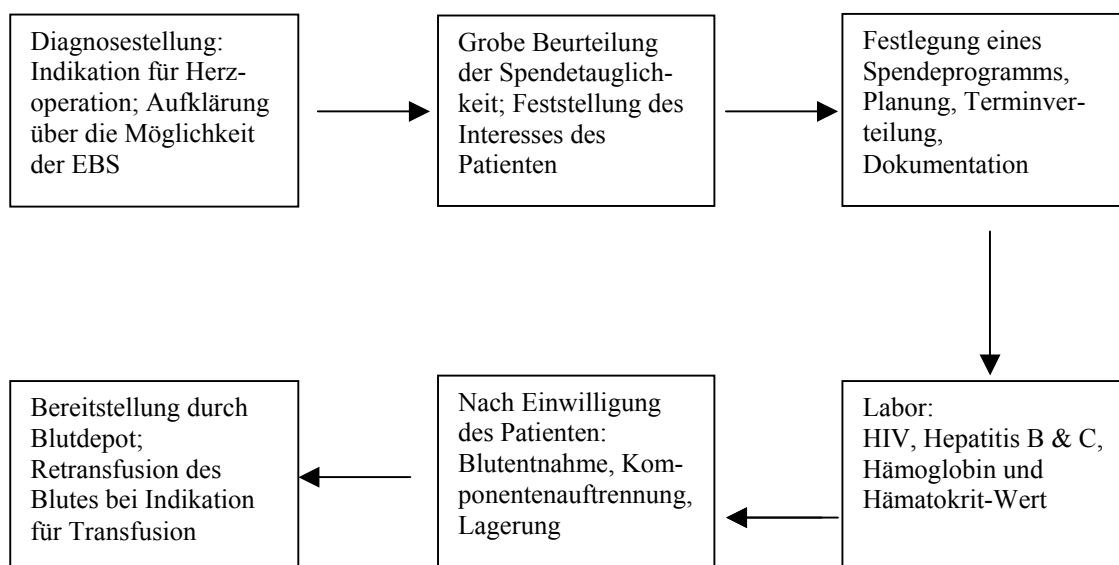 Diagnosestellung:
Indikation für Herz-
operation; Aufklärung
über die Möglichkeit
der EBS
Grobe Beurteilung
der Spendetauglich-
keit; Feststellung des
Interesses des
Patienten
Festlegung eines
Spendeprogramms,
Planung, Terminver-
teilung,
Dokumentation
Labor:
HIV, Hepatitis B & C,
Hämoglobin und
Hämatokrit-Wert
Nach Einwilligung
des Patienten:
Blutentnahme, Kom-
ponentenauftrennung,
Lagerung
Bereitstellung durch
Blutdepot;
Retransfusion des
Blutes bei Indikation
für Transfusion